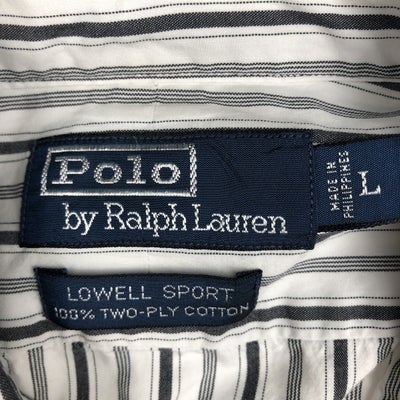 Polo
by Ralph Lauren
MADE IN
PHILIPPINES
L
LOWELL SPORT
100% TWO-PLY COTTON